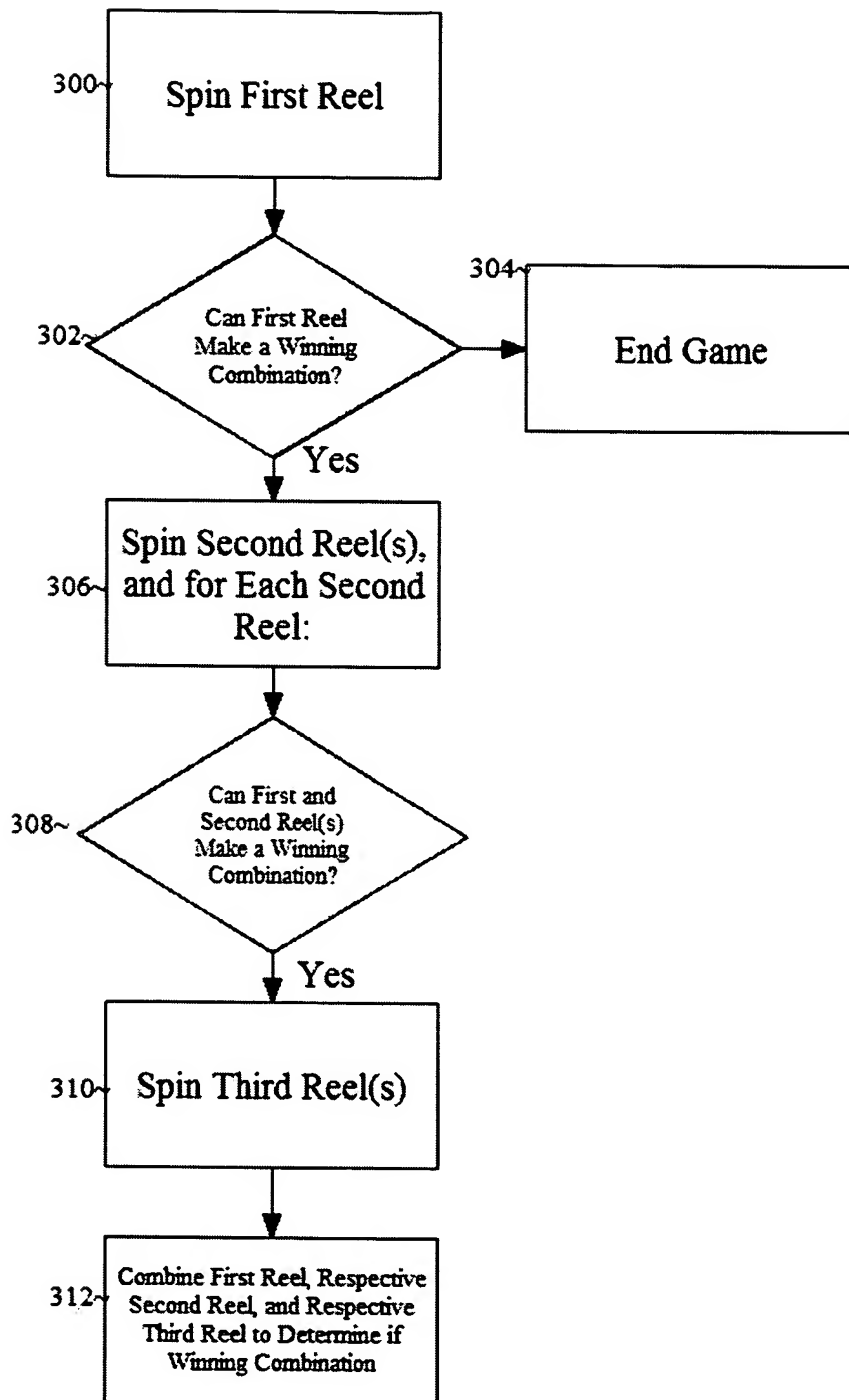 300~
Spin First Reel
302~
Can First Reel
Make a Winning
Combination?
304~
End Game
Yes
306~
Spin Second Reel(s),
and for Each Second
Reel:
308~
Can First and
Second Reel(s)
Make a Winning
Combination?
Yes
310~
Spin Third Reel(s)
312~
Combine First Reel, Respective
Second Reel, and Respective
Third Reel to Determine if
Winning Combination